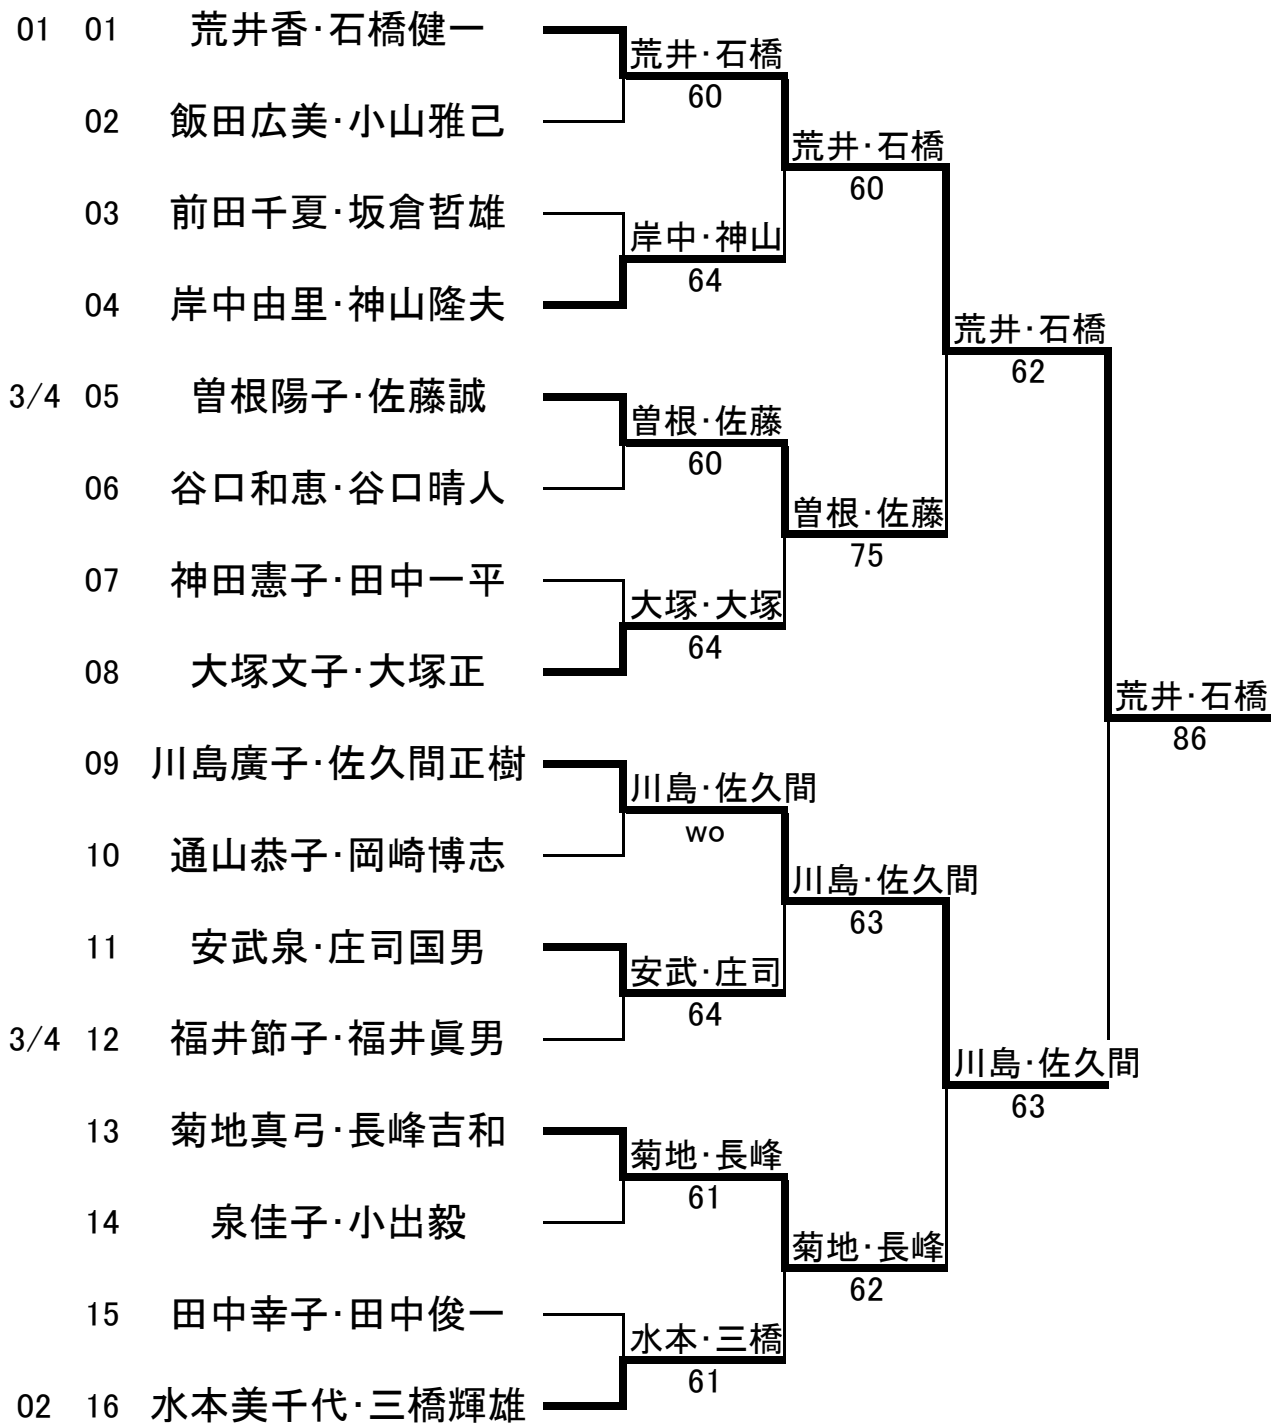 01 01 荒井香･石橋健一
荒井･石橋
60
02 飯田広美･小山雅己
荒井･石橋
60
03 前田千夏･坂倉哲雄
岸中･神山
64
04 岸中由里･神山隆夫
荒井･石橋
62
3/4 05 曽根陽子･佐藤誠
曽根･佐藤
60
06 谷口和恵･谷口晴人
曽根･佐藤
75
07 神田憲子･田中一平
大塚･大塚
64
08 大塚文子･大塚正
荒井･石橋
86
09 川島廣子･佐久間正樹
川島･佐久間
wo
10 通山恭子･岡崎博志
川島･佐久間
63
11 安武泉･庄司国男
安武･庄司
64
3/4 12 福井節子･福井眞男
川島･佐久間
63
13 菊地真弓･長峰吉和
菊地･長峰
61
14 泉佳子･小出毅
菊地･長峰
62
15 田中幸子･田中俊一
水本･三橋
61
02 16 水本美千代･三橋輝雄